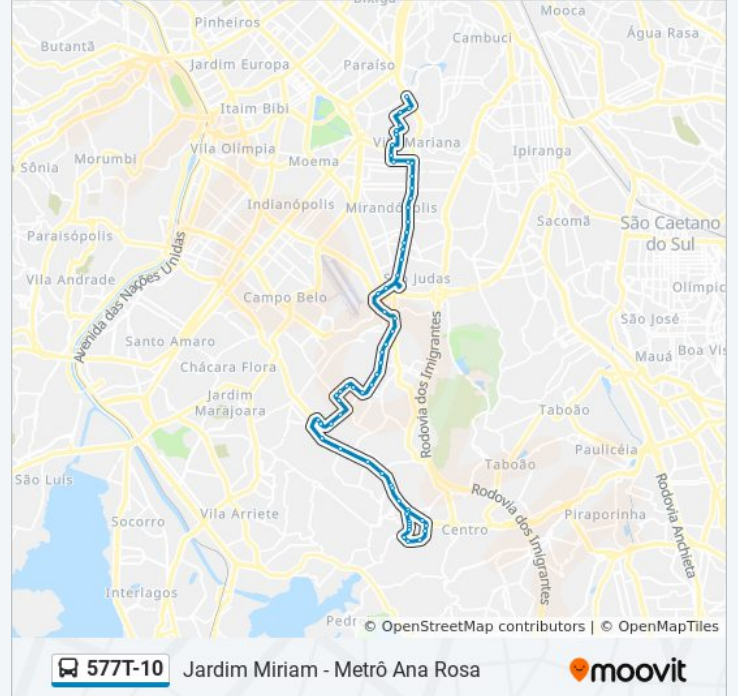 Bixiga
Mooca
Pinheiros
Água Rasa
Cambuci
Butantã
Jardim Europa
Paraíso
Itaim Bibi
Vila Mariana
Vila Olímpia
Ipiranga
Morumbi
Moema
Sônia
Indianópolis
Mirandópolis
Sacomã
São Caetano
do Sul
Paraisópolis
Avenida das Nações Unidas
Vila Andrade
São Judas
Olímpic
Campo Belo
São José
Santo Amaro
Rodovia dos Imigrantes
Mauá
Boa Vis
Chácara Flora
Jardim
Marajoara
Taboão
Paulicéia
Taboão
São Luís
Rodovia dos Imigrantes
Rodovia Anchieta
Vila Arriete
Piraporinha
Socorro
Centro
Interlagos
Pedr
© OpenStreetMap contributors | © OpenMapTiles
577T-10 Jardim Miriam - Metrô Ana Rosa
moovit